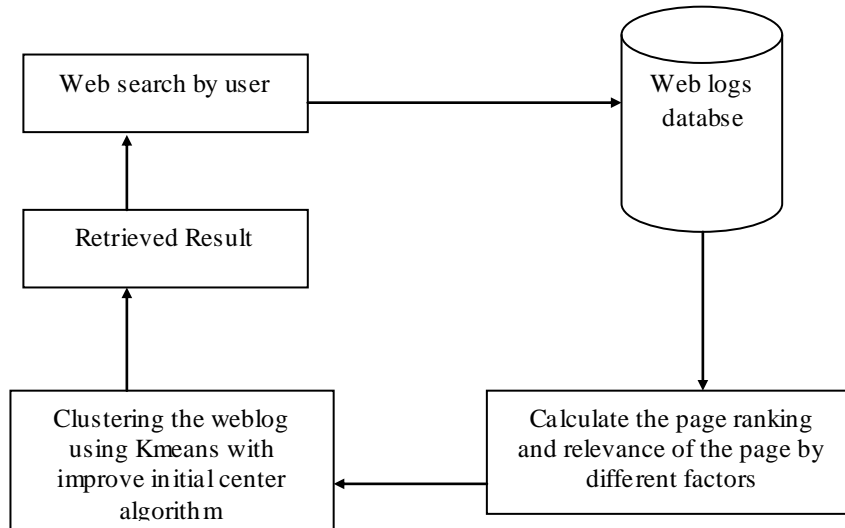 Web search by user
Web logs
databse
Retrieved Result
Clustering the weblog
using Kmeans with
improve initial center
algorithm
Calculate the page ranking
and relevance of the page by
different factors